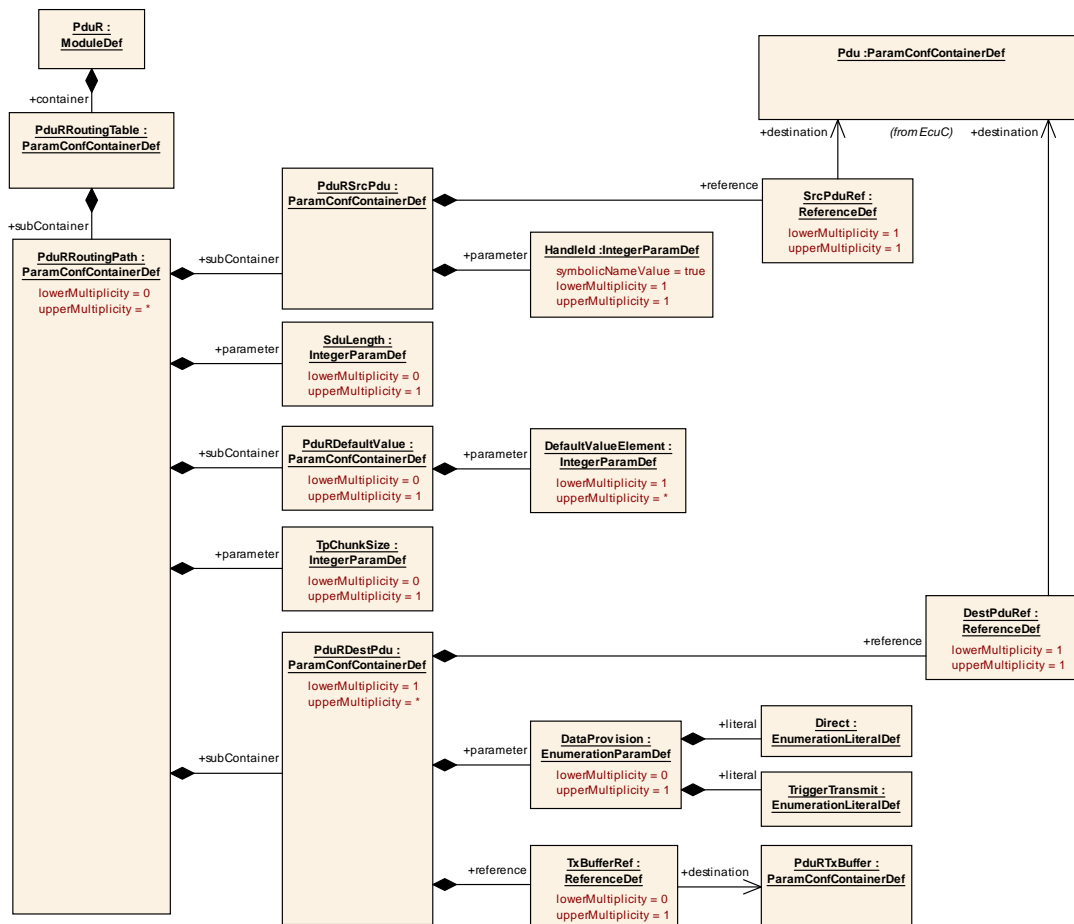 PduR :
ModuleDef
+container
PduRRoutingTable :
ParamConfContainerDef
+subContainer
PduRRoutingPath :
ParamConfContainerDef
lowerMultiplicity = 0
upperMultiplicity = *
+subContainer
PduRSrcPdu :
ParamConfContainerDef
+reference
SrcPduRef :
ReferenceDef
lowerMultiplicity = 1
upperMultiplicity = 1
+destination
(from EcuC)
+destination
Pdu :ParamConfContainerDef
+parameter
HandleId :IntegerParamDef
symbolicNameValue = true
lowerMultiplicity = 1
upperMultiplicity = 1
+parameter
SduLength :
IntegerParamDef
lowerMultiplicity = 0
upperMultiplicity = 1
+subContainer
PduRDefaultValue :
ParamConfContainerDef
lowerMultiplicity = 0
upperMultiplicity = 1
+parameter
DefaultValueElement :
IntegerParamDef
lowerMultiplicity = 1
upperMultiplicity = *
+parameter
TpChunkSize :
IntegerParamDef
lowerMultiplicity = 0
upperMultiplicity = 1
+subContainer
PduRDestPdu :
ParamConfContainerDef
lowerMultiplicity = 1
upperMultiplicity = *
+reference
DestPduRef :
ReferenceDef
lowerMultiplicity = 1
upperMultiplicity = 1
+parameter
DataProvision :
EnumerationParamDef
lowerMultiplicity = 0
upperMultiplicity = 1
+literal
Direct :
EnumerationLiteralDef
+literal
TriggerTransmit :
EnumerationLiteralDef
+reference
TxBufferRef :
ReferenceDef
lowerMultiplicity = 0
upperMultiplicity = 1
+destination
PduRTxBuffer :
ParamConfContainerDef